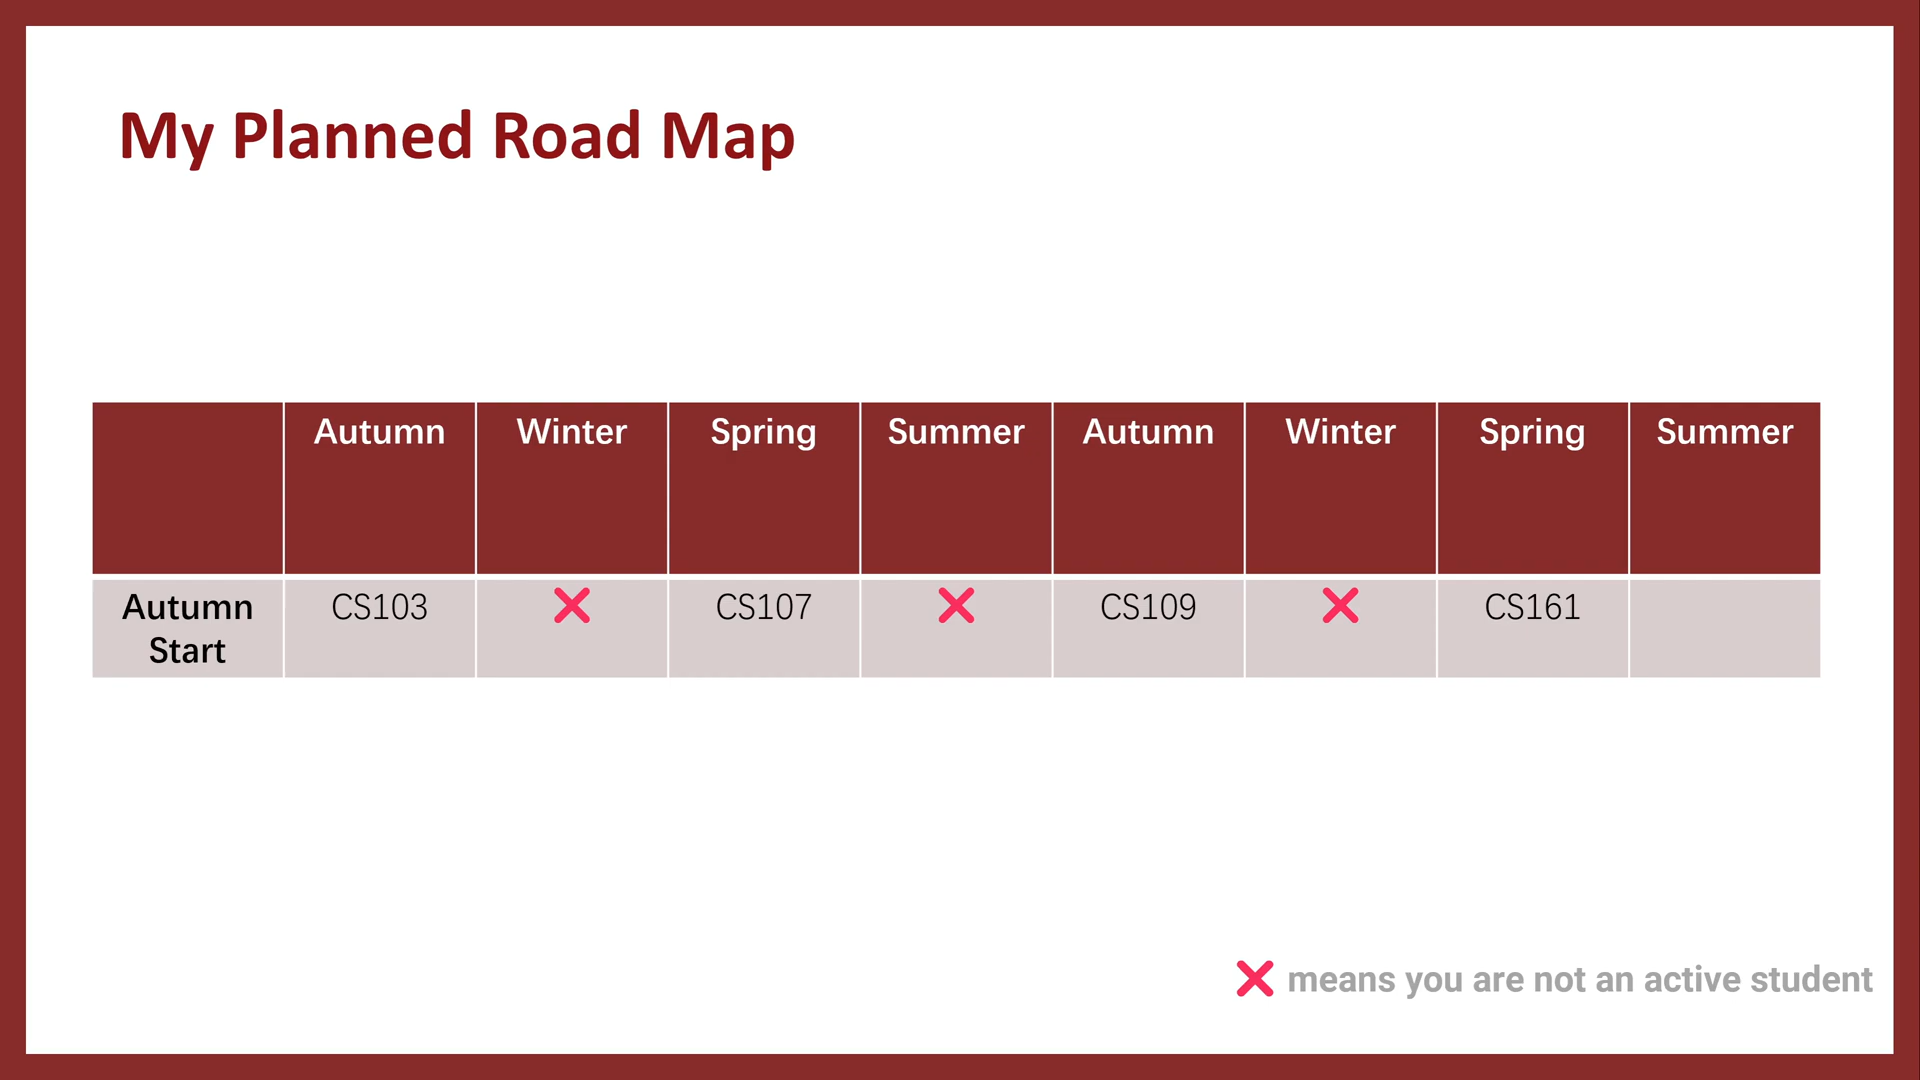 My Planned Road Map
Autumn Winter Spring Summer Autumn Winter Spring Summer
Autumn Start CS103 ❌ CS107 ❌ CS109 ❌ CS161
❌ means you are not an active student